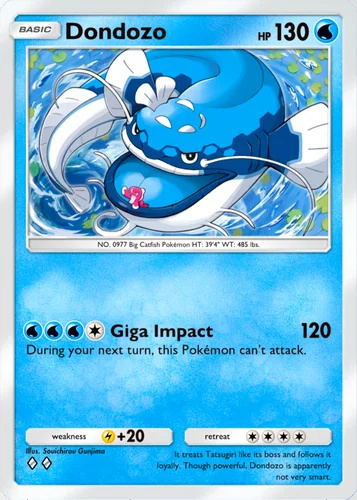 BASIC Dondozo HP 130
NO. 0977 Big Catfish Pokémon HT: 39'4" WT: 485 lbs.
Giga Impact 120
During your next turn, this Pokémon can't attack.
weakness +20 retreat
Illus. Souichirou Gunjima
It treats Tatsugiri like its boss and follows it
loyally. Though powerful. Dondozo is apparently
not very smart.